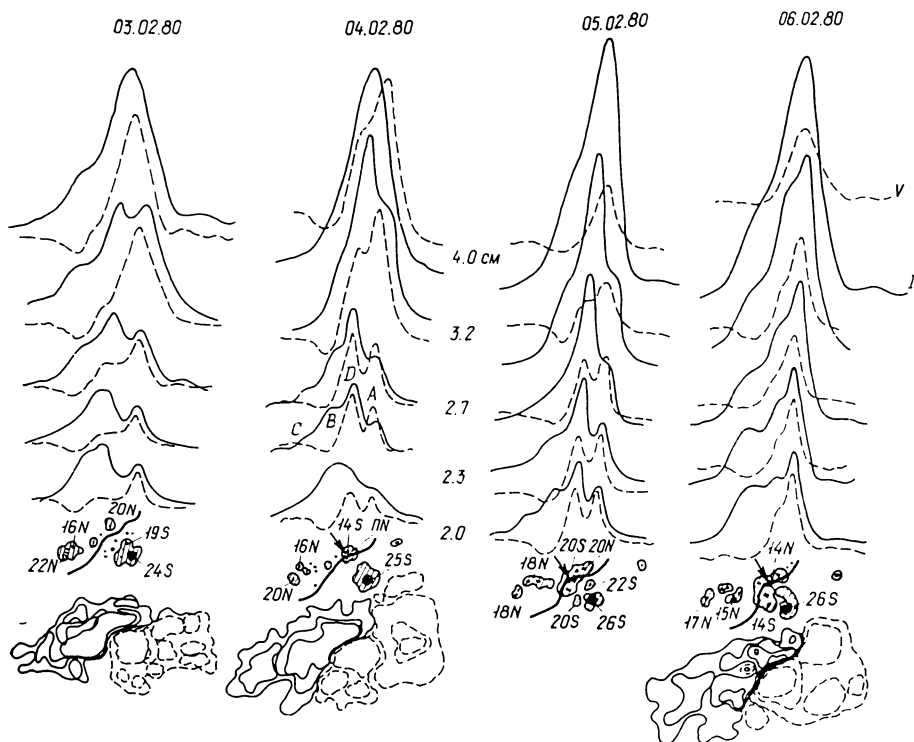 03.02.80
04.02.80
05.02.80
06.02.80
V
I
4.0 см
3.2
2.7
2.3
2.0
D
A
B
C
20N
16N
19S
22N
24S
14S ПN
16N
25S
20N
20S 20N
18N
22S
18N
20S 26S
14N
26S
17N 15N 14S